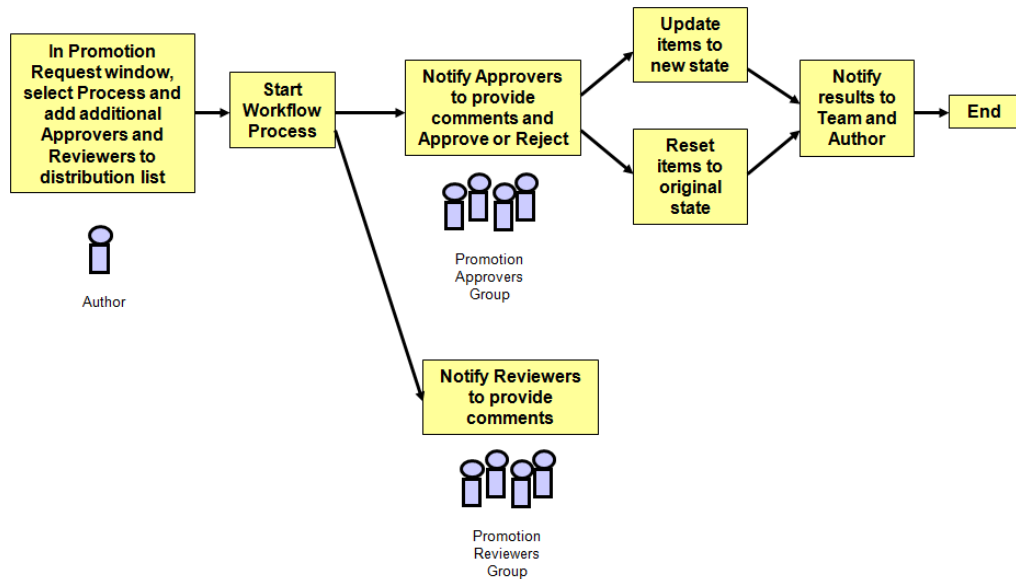 In Promotion
Request window,
select Process and
add additional
Approvers and
Reviewers to
distribution list
Author
Start
Workflow
Process
Notify Approvers
to provide
comments and
Approve or Reject
Promotion
Approvers
Group
Update
items to
new state
Reset
items to
original
state
Notify
results to
Team and
Author
End
Notify Reviewers
to provide
comments
Promotion
Reviewers
Group